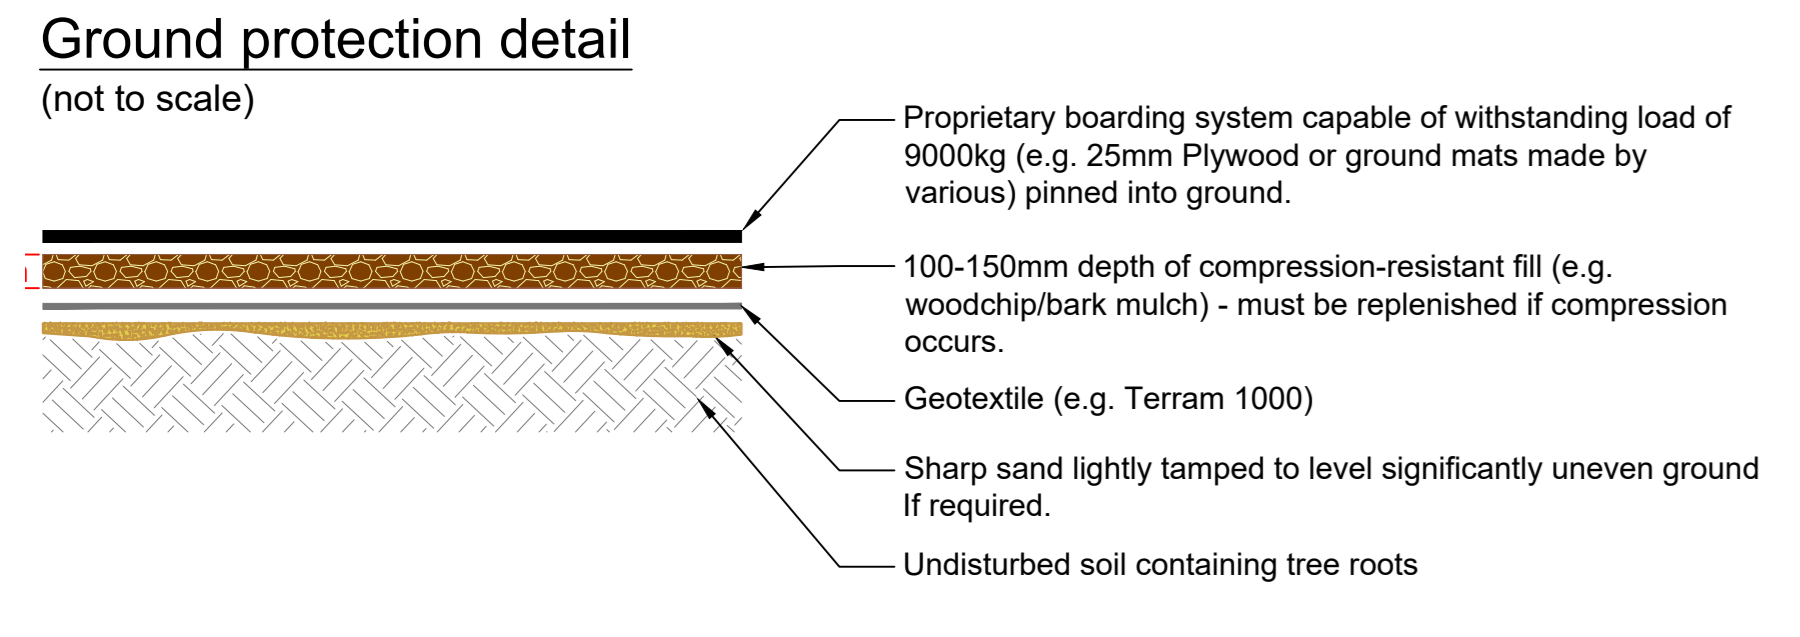 Ground protection detail
(not to scale)
Proprietary boarding system capable of withstanding load of
9000kg (e.g. 25mm Plywood or ground mats made by
various) pinned into ground.
100-150mm depth of compression-resistant fill (e.g.
woodchip/bark mulch) - must be replenished if compression
occurs.
Geotextile (e.g. Terram 1000)
Sharp sand lightly tamped to level significantly uneven ground
If required.
Undisturbed soil containing tree roots